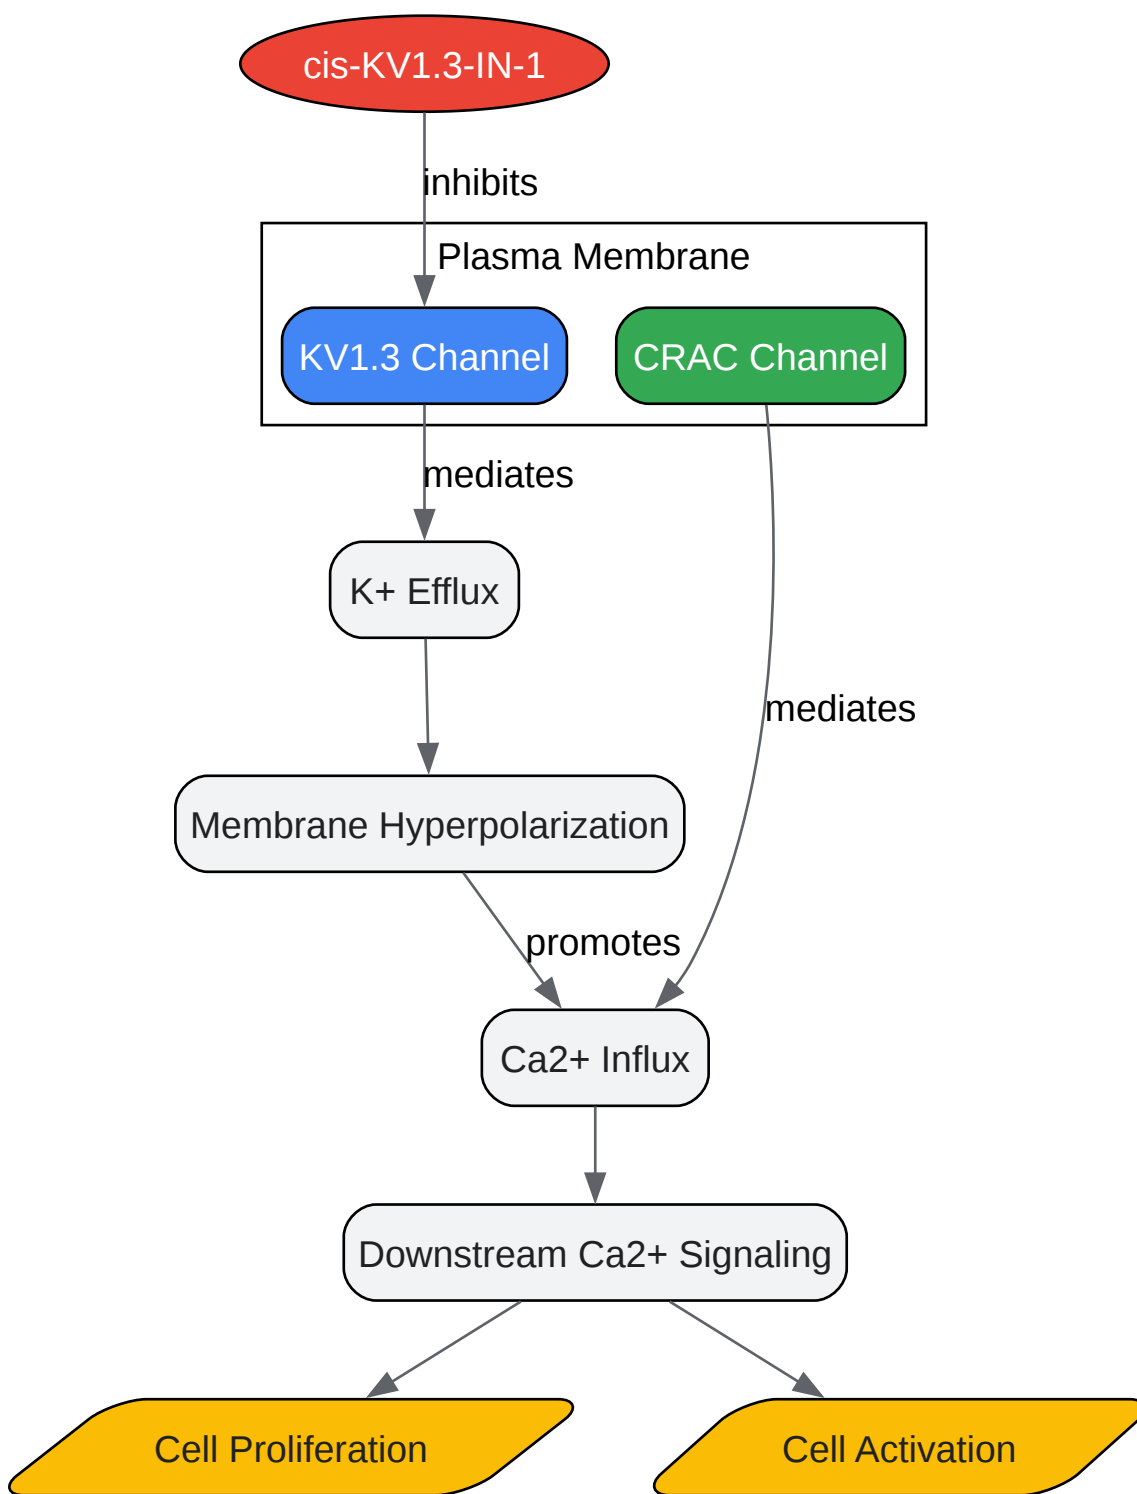 cis-KV1.3-IN-1
inhibits
Plasma Membrane
KV1.3 Channel
CRAC Channel
mediates
K+ Efflux
mediates
Membrane Hyperpolarization
promotes
Ca2+ Influx
Downstream Ca2+ Signaling
Cell Proliferation
Cell Activation